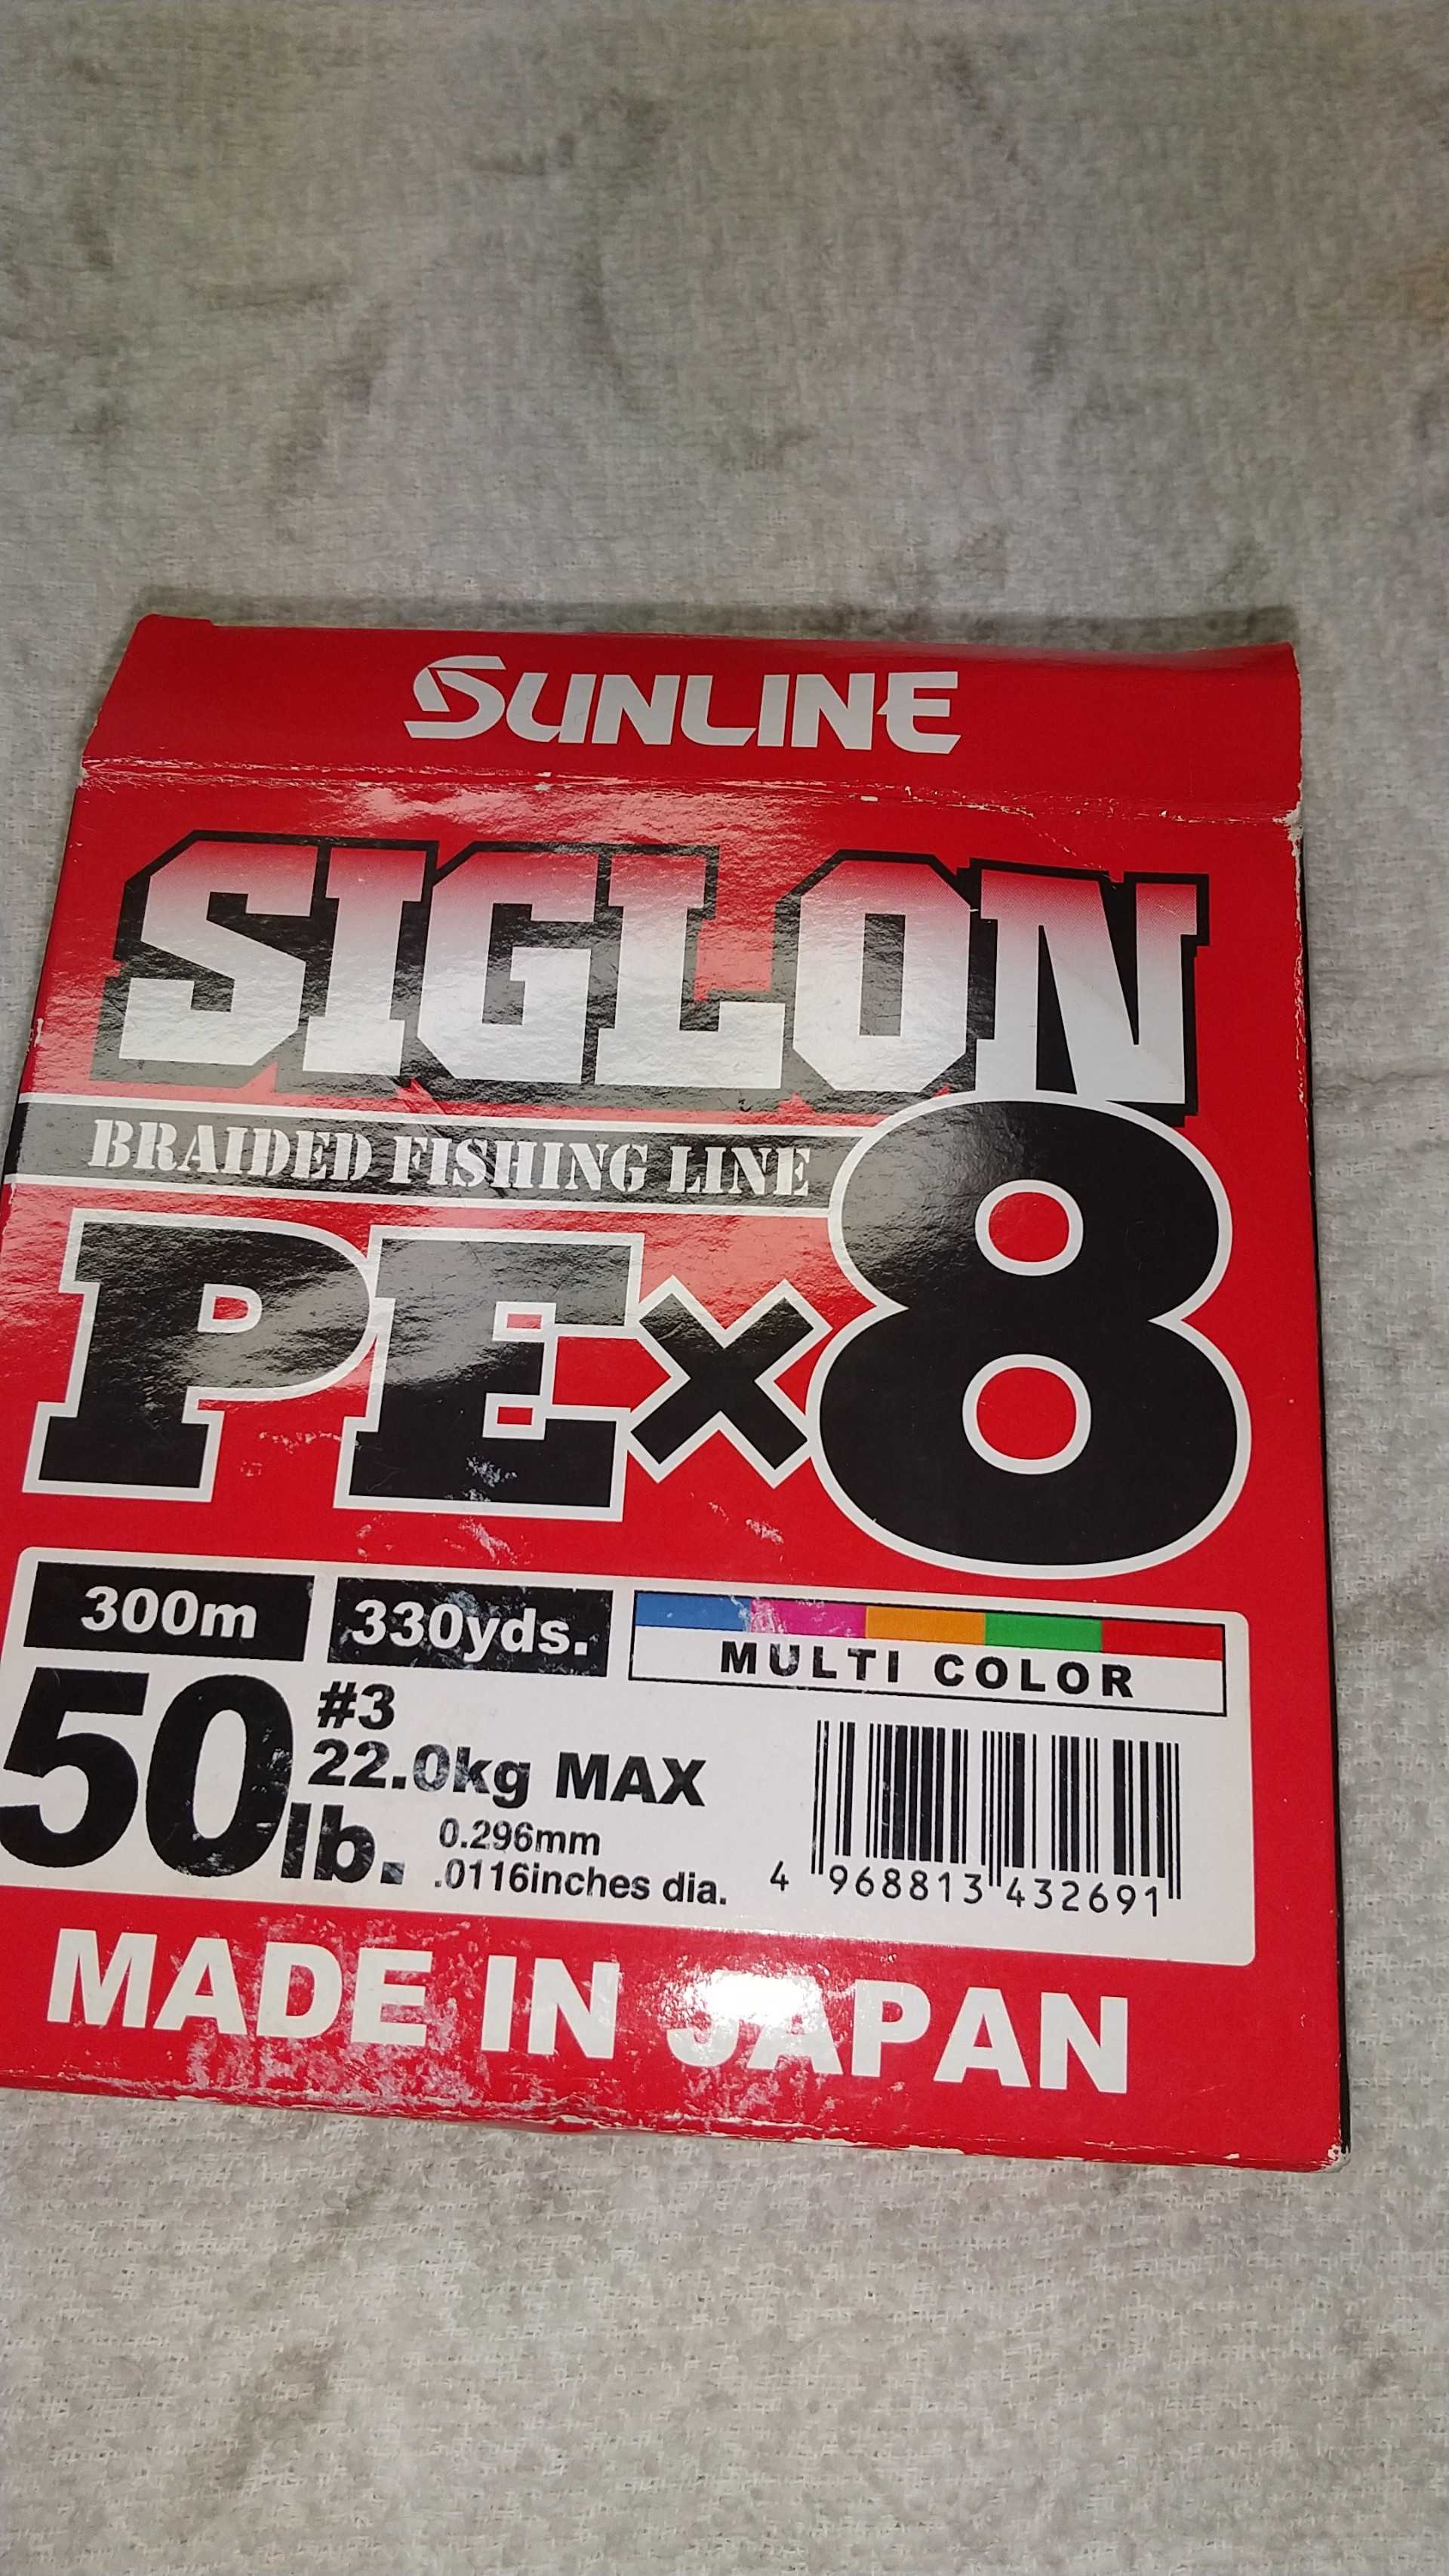 SUNLINE
SIGLON
BRAIDED FISHING LINE
PE×8
300m 330yds. MULTI COLOR
50lb. #3
22.0kg MAX
0.296mm
.0116inches dia.
4 968813 432691
MADE IN JAPAN